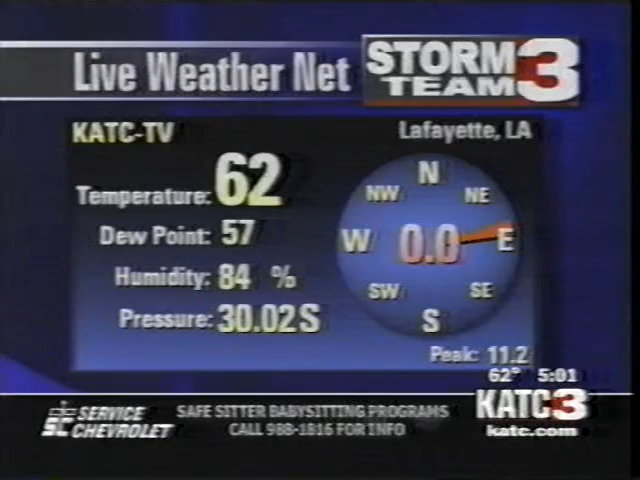 Live Weather Net
STORM TEAM 3
KATC-TV
Lafayette, LA
Temperature: 62
Dew Point: 57
Humidity: 84 %
Pressure: 30.02 S
N
NW NE
W 0.0 E
SW SE
S
Peak: 11.2
62° 5:01
SERVICE CHEVROLET
SAFE SITTER BABYSITTING PROGRAMS
CALL 988-1816 FOR INFO
KATC3
katc.com